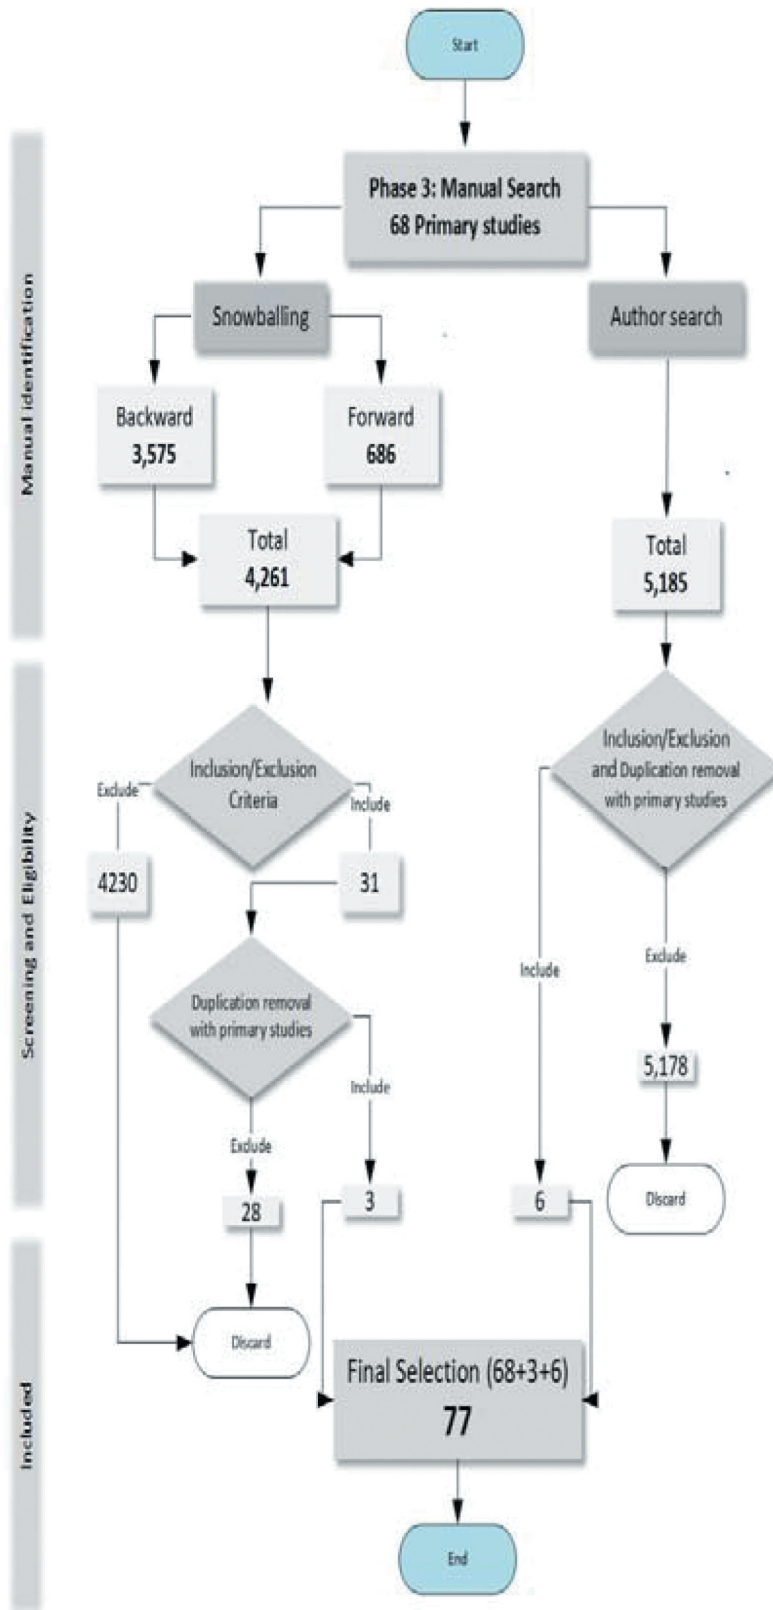 Start
Manual identification
Phase 3: Manual Search
68 Primary studies
Snowballing
Author search
Backward
3,575
Forward
686
Total
4,261
Total
5,185
Screening and Eligibility
Inclusion/Exclusion
Criteria
Exclude
Include
4230
31
Inclusion/Exclusion
and Duplication removal
with primary studies
Duplication removal
with primary studies
Include
Exclude
Include
Exclude
5,178
28
3
6
Discard
Discard
Included
Final Selection (68+3+6)
77
End